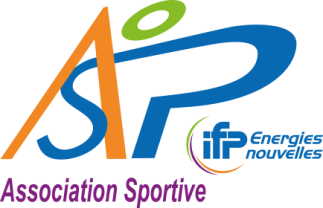 ASP
ifp Energies
nouvelles
Association Sportive